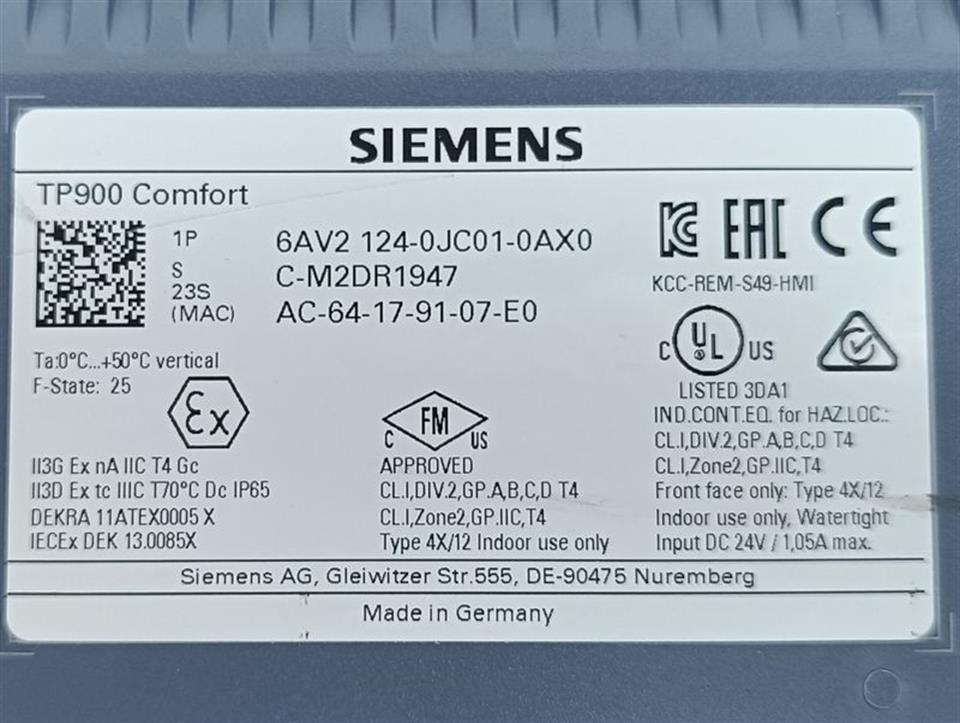 SIEMENS
TP900 Comfort
1P 6AV2 124-0JC01-0AX0
S C-M2DR1947
23S
(MAC) AC-64-17-91-07-E0
KC EAC CE
KCC-REM-S49-HMI
C UL US
LISTED 3DA1
IND.CONT.EQ. for HAZ.LOC.:
CL.I,DIV.2,GP.A,B,C,D T4
CL.I,Zone2,GP.IIC,T4
Front face only: Type 4X/12
Indoor use only, Watertight
Input DC 24V / 1,05A max.
Ta:0°C...+50°C vertical
F-State: 25
Ex
II3G Ex nA IIC T4 Gc
II3D Ex tc IIIC T70°C Dc IP65
DEKRA 11ATEX0005 X
IECEx DEK 13.0085X
C FM US
APPROVED
CL.I,DIV.2,GP.A,B,C,D T4
CL.I,Zone2,GP.IIC,T4
Type 4X/12 Indoor use only
Siemens AG, Gleiwitzer Str.555, DE-90475 Nuremberg
Made in Germany